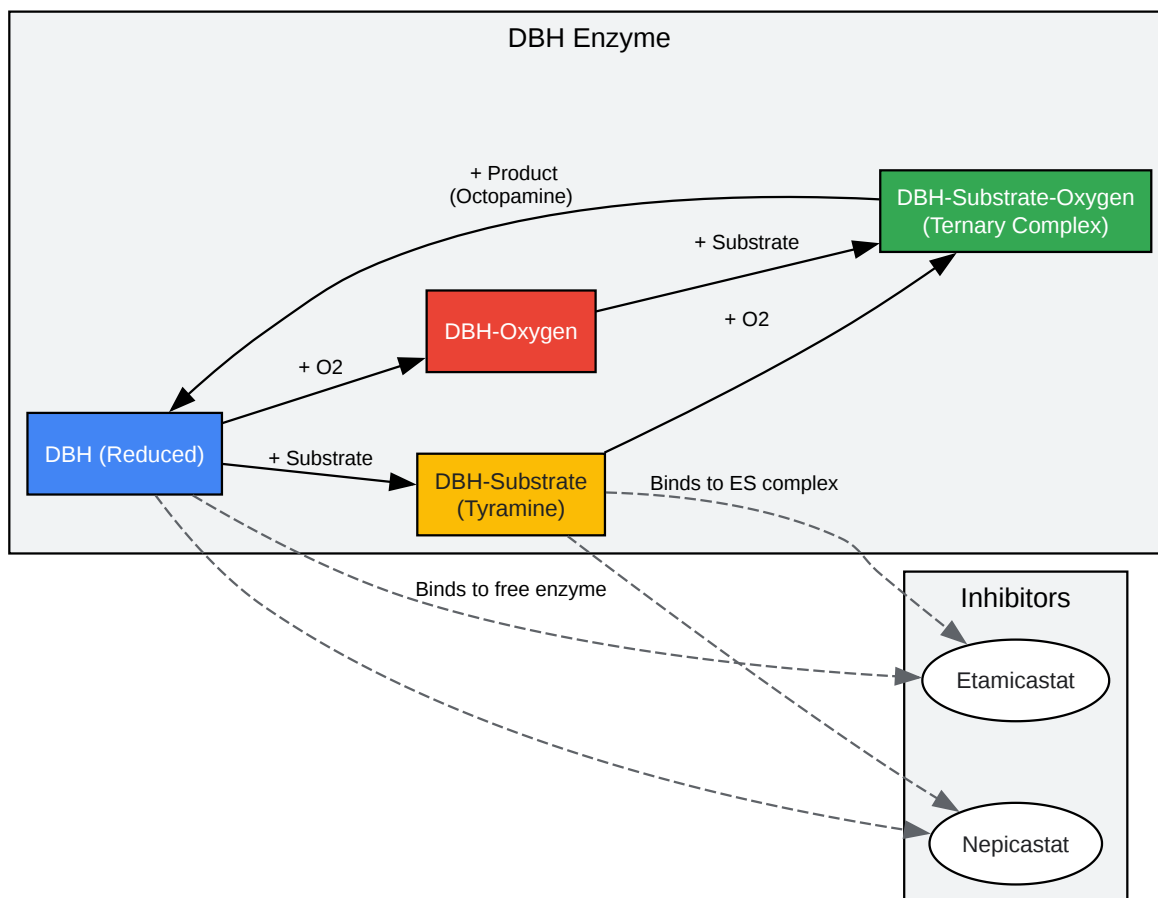 DBH Enzyme
+ Product
(Octopamine)
DBH-Substrate-Oxygen
(Ternary Complex)
+ Substrate
DBH-Oxygen
+ O2
+ O2
DBH (Reduced)
+ Substrate
DBH-Substrate
(Tyramine)
Binds to ES complex
Binds to free enzyme
Inhibitors
Etamicastat
Nepicastat